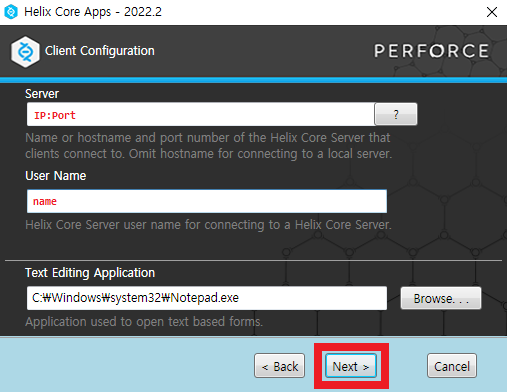 Helix Core Apps - 2022.2
Client Configuration
PERFORCE
Server
IP:Port
?
Name or hostname and port number of the Helix Core Server that
clients connect to. Omit hostname for connecting to a local server.
User Name
name
Helix Core Server user name for connecting to a Helix Core Server.
Text Editing Application
C:₩Windows₩system32₩Notepad.exe
Browse. . .
Application used to open text based forms.
< Back
Next >
Cancel